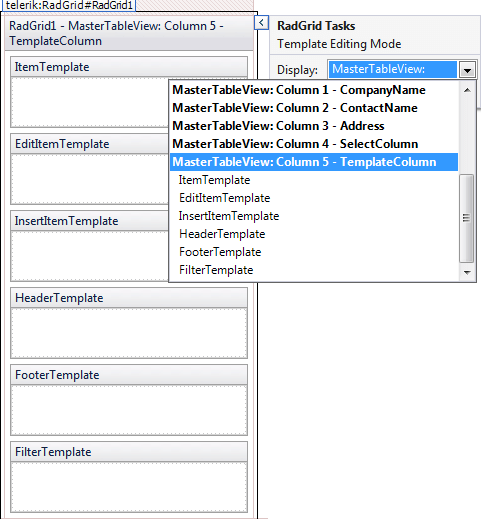 telerik:RadGrid#RadGrid1
RadGrid1 - MasterTableView: Column 5 -
TemplateColumn
ItemTemplate
EditItemTemplate
InsertItemTemplate
HeaderTemplate
FooterTemplate
FilterTemplate
RadGrid Tasks
Template Editing Mode
Display: MasterTableView:
MasterTableView: Column 1 - CompanyName
MasterTableView: Column 2 - ContactName
MasterTableView: Column 3 - Address
MasterTableView: Column 4 - SelectColumn
MasterTableView: Column 5 - TemplateColumn
ItemTemplate
EditItemTemplate
InsertItemTemplate
HeaderTemplate
FooterTemplate
FilterTemplate